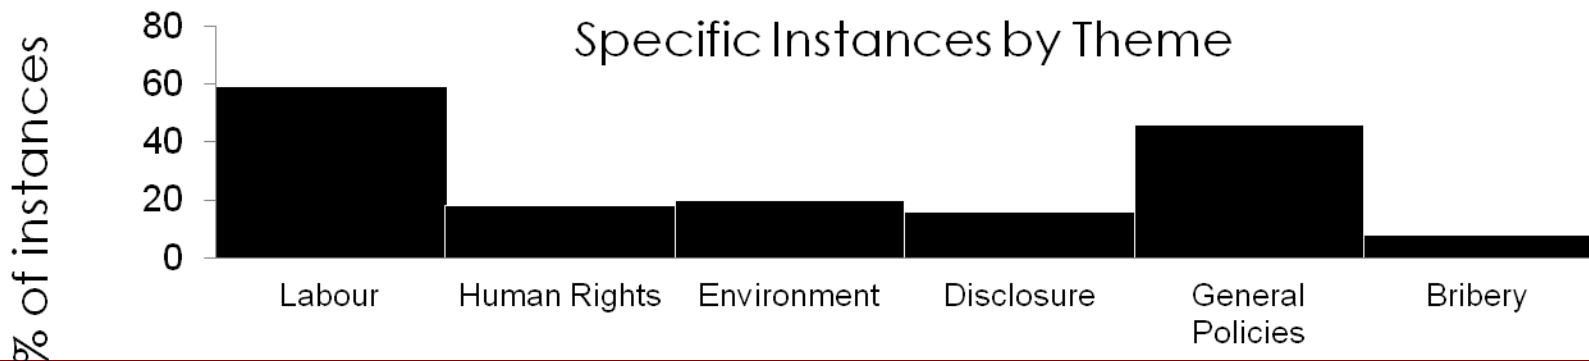 Specific Instances by Theme
% of instances
80
60
40
20
0
Labour
Human Rights
Environment
Disclosure
General
Policies
Bribery